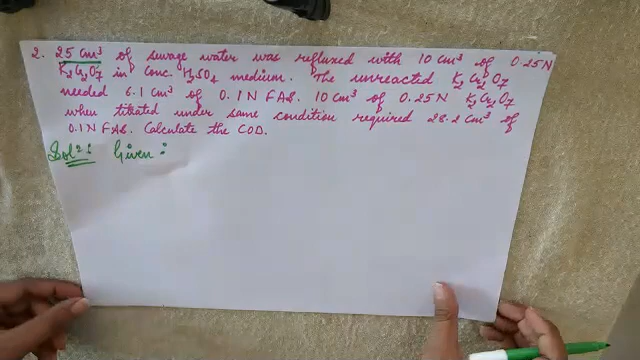 2. 25 cm³ of sewage water was refluxed with 10 cm³ of 0.25N
K₂Cr₂O₇ in Conc. H₂SO₄ medium. The unreacted K₂Cr₂O₇
needed 6.1 cm³ of 0.1N FAS. 10 cm³ of 0.25N K₂Cr₂O₇
when titrated under same condition required 28.2 cm³ of
0.1N FAS. Calculate the COD.
Solⁿ: Given: